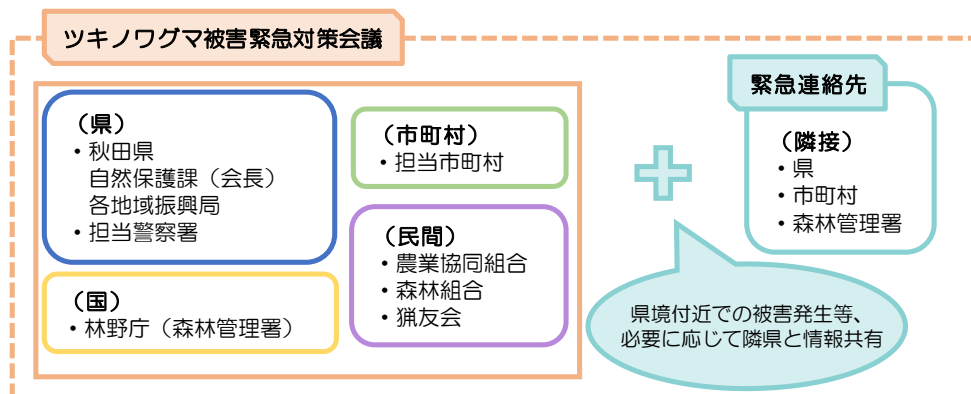 ツキノワグマ被害緊急対策会議
（県）
・秋田県
自然保護課（会長）
各地域振興局
・担当警察署
（国）
・林野庁（森林管理署）
（市町村）
・担当市町村
（民間）
・農業協同組合
・森林組合
・猟友会
緊急連絡先
（隣接）
・県
・市町村
・森林管理署
県境付近での被害発生等、
必要に応じて隣県と情報共有